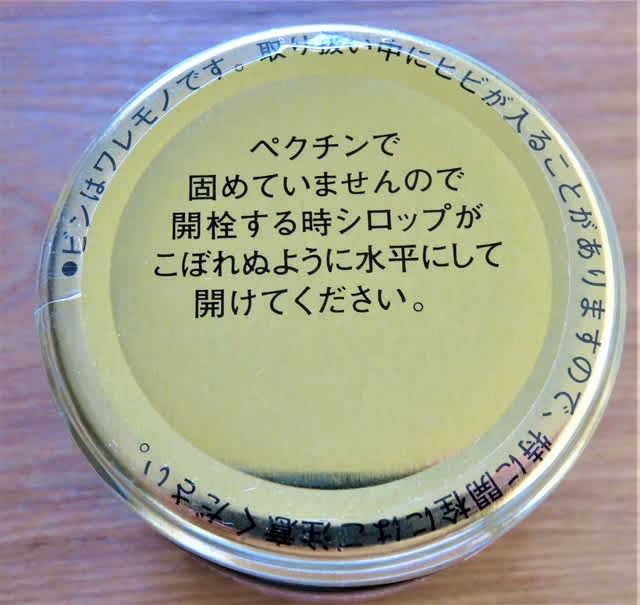 ペクチンで
固めていませんので
開栓する時シロップが
こぼれぬように水平にして
開けてください。
●ビンはワレモノです。取り扱い中にヒビが入ることがありますので、特に開栓にはご注意ください。